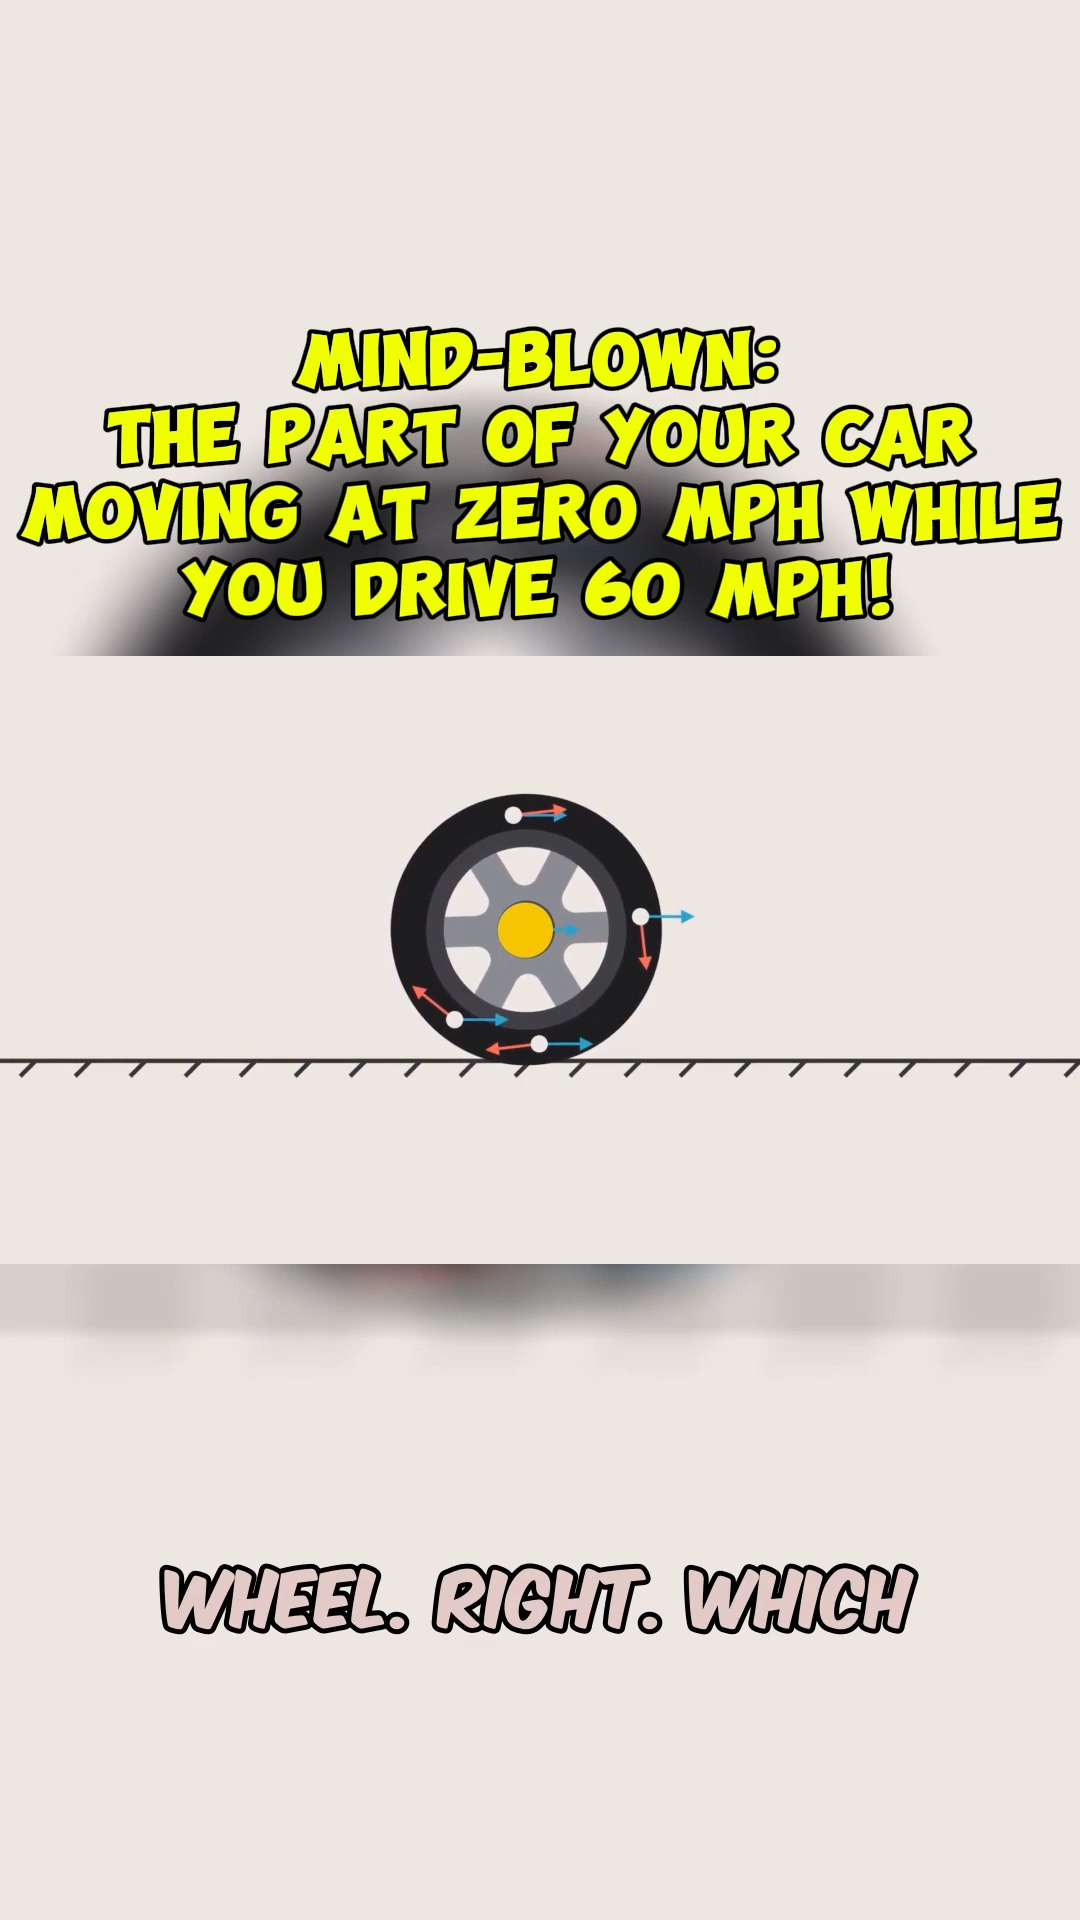 MIND-BLOWN:
THE PART OF YOUR CAR
MOVING AT ZERO MPH WHILE
YOU DRIVE 60 MPH!
WHEEL. RIGHT. WHICH